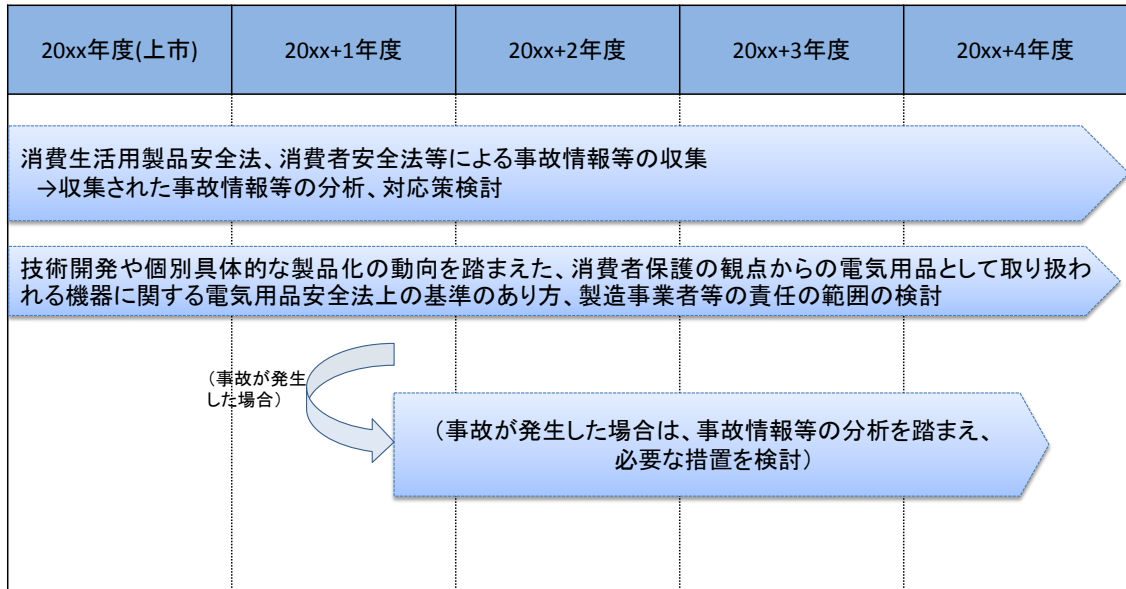 20xx年度(上市)
20xx+1年度
20xx+2年度
20xx+3年度
20xx+4年度
消費生活用製品安全法、消費者安全法等による事故情報等の収集
→収集された事故情報等の分析、対応策検討
技術開発や個別具体的な製品化の動向を踏まえた、消費者保護の観点からの電気用品として取り扱わ
れる機器に関する電気用品安全法上の基準のあり方、製造事業者等の責任の範囲の検討
（事故が発生
した場合）
（事故が発生した場合は、事故情報等の分析を踏まえ、
必要な措置を検討）